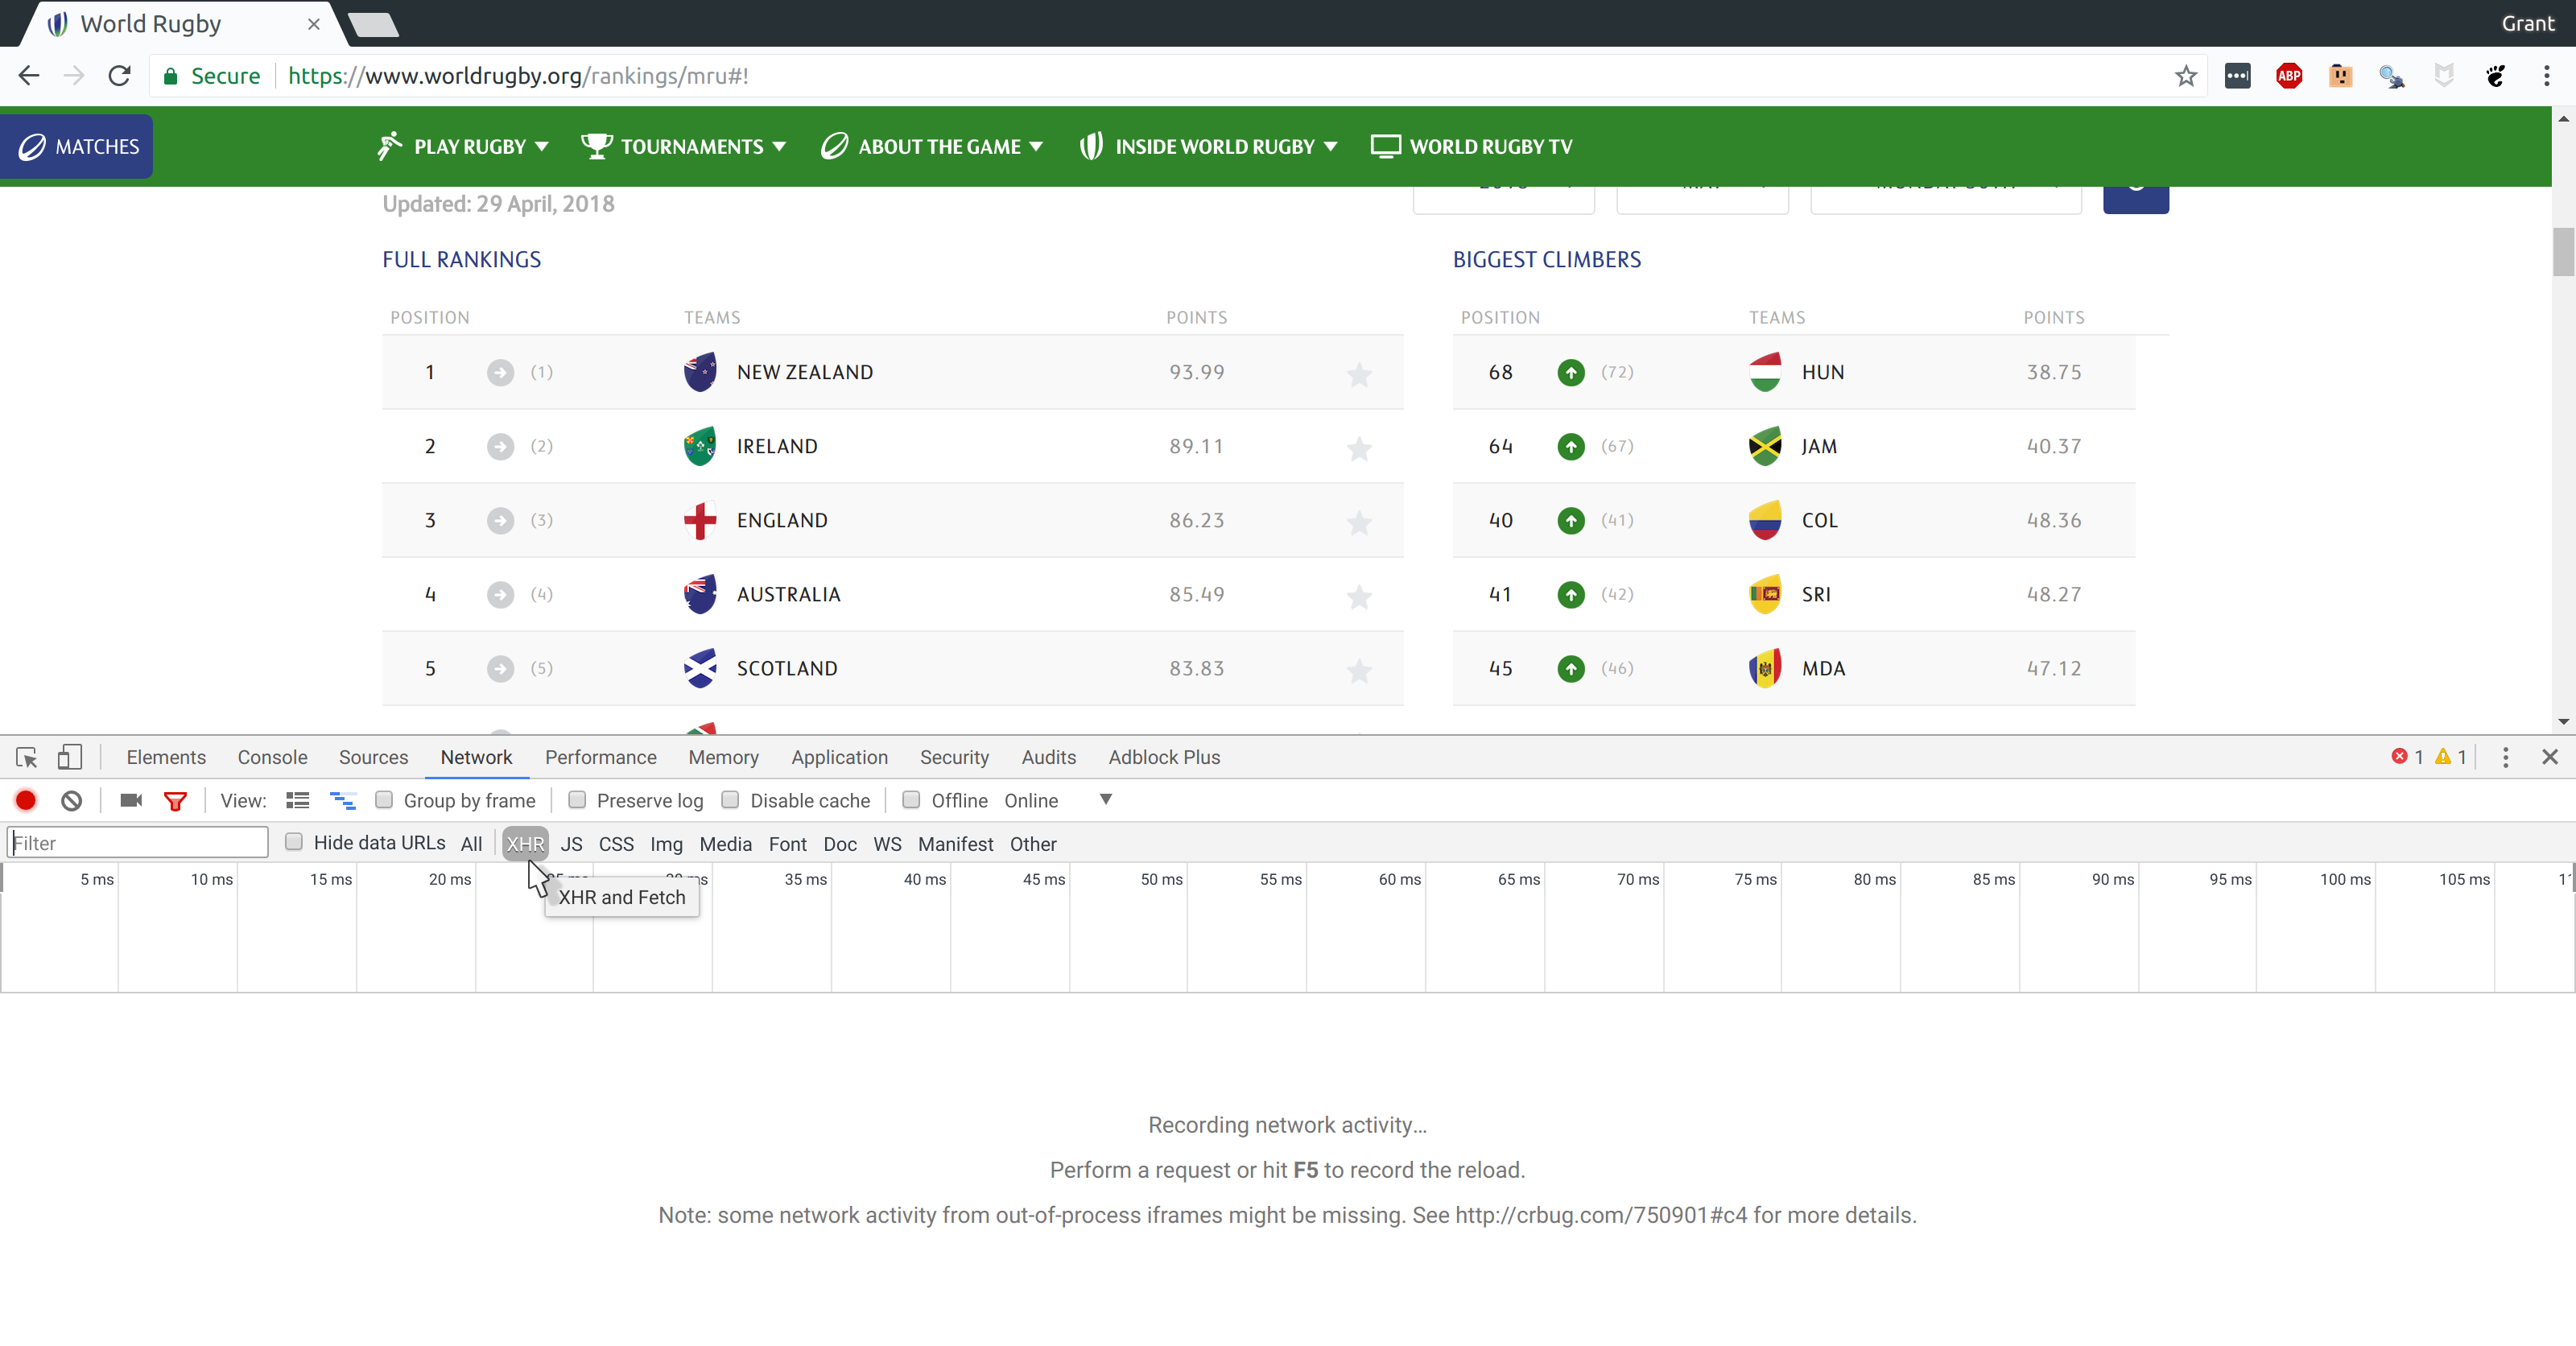 World Rugby
Grant
Secure https://www.worldrugby.org/rankings/mru#!
ABP
MATCHES PLAY RUGBY TOURNAMENTS ABOUT THE GAME INSIDE WORLD RUGBY WORLD RUGBY TV
Updated: 29 April, 2018
FULL RANKINGS
POSITION TEAMS POINTS
1 (1) NEW ZEALAND 93.99
2 (2) IRELAND 89.11
3 (3) ENGLAND 86.23
4 (4) AUSTRALIA 85.49
5 (5) SCOTLAND 83.83
BIGGEST CLIMBERS
POSITION TEAMS POINTS
68 (72) HUN 38.75
64 (67) JAM 40.37
40 (41) COL 48.36
41 (42) SRI 48.27
45 (46) MDA 47.12
Elements Console Sources Network Performance Memory Application Security Audits Adblock Plus 1 1
View: Group by frame Preserve log Disable cache Offline Online
Filter Hide data URLs All XHR JS CSS Img Media Font Doc WS Manifest Other
5 ms 10 ms 15 ms 20 ms 35 ms 40 ms 45 ms 50 ms 55 ms 60 ms 65 ms 70 ms 75 ms 80 ms 85 ms 90 ms 95 ms 100 ms 105 ms
XHR and Fetch
Recording network activity…
Perform a request or hit F5 to record the reload.
Note: some network activity from out-of-process iframes might be missing. See http://crbug.com/750901#c4 for more details.